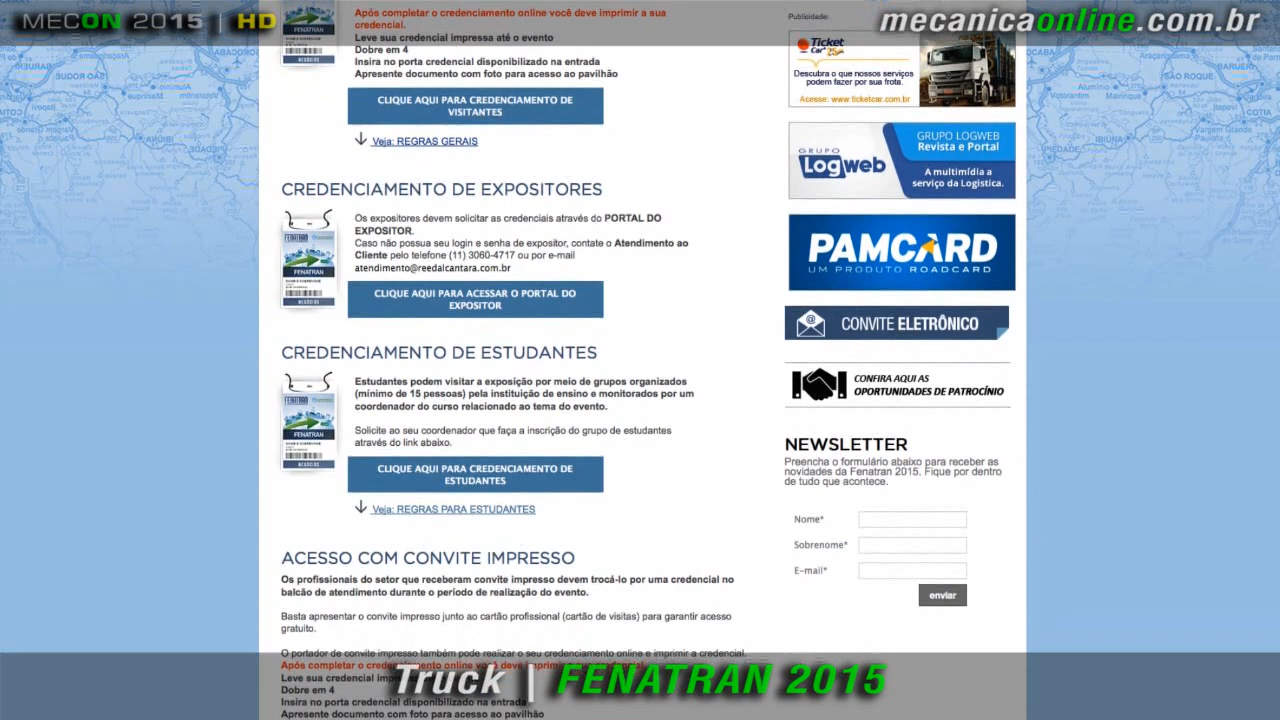 MECON 2015 | HD
mecanicaonline.com.br
Após completar o credenciamento online você deve imprimir a sua
credencial.
Leve sua credencial impressa até o evento
Dobre em 4
Insira no porta credencial disponibilizado na entrada
Apresente documento com foto para acesso ao pavilhão
CLIQUE AQUI PARA CREDENCIAMENTO DE
VISITANTES
Veja: REGRAS GERAIS
CREDENCIAMENTO DE EXPOSITORES
FENATRAN
FENATRAN
Os expositores devem solicitar as credenciais através do PORTAL DO
EXPOSITOR.
Caso não possua seu login e senha de expositor, contate o Atendimento ao
Cliente pelo telefone (11) 3060-4717 ou por e-mail
atendimento@reedalcantara.com.br
CLIQUE AQUI PARA ACESSAR O PORTAL DO
EXPOSITOR
CREDENCIAMENTO DE ESTUDANTES
FENATRAN
FENATRAN
Estudantes podem visitar a exposição por meio de grupos organizados
(mínimo de 15 pessoas) pela instituição de ensino e monitorados por um
coordenador do curso relacionado ao tema do evento.
Solicite ao seu coordenador que faça a inscrição do grupo de estudantes
através do link abaixo.
CLIQUE AQUI PARA CREDENCIAMENTO DE
ESTUDANTES
Veja: REGRAS PARA ESTUDANTES
ACESSO COM CONVITE IMPRESSO
Os profissionais do setor que receberam convite impresso devem trocá-lo por uma credencial no
balcão de atendimento durante o período de realização do evento.
Basta apresentar o convite impresso junto ao cartão profissional (cartão de visitas) para garantir acesso
gratuito.
O portador de convite impresso também pode realizar o seu credenciamento online e imprimir a credencial.
Após completar o credenciamento online você deve imprimir a sua credencial.
Leve sua credencial
Dobre em 4
Insira no porta credencial disponibilizado na entrada
Apresente documento com foto para acesso ao pavilhão
Publicidade:
Ticket
Car
Descubra o que nossos serviços
podem fazer por sua frota.
Acesse: www.ticketcar.com.br
GRUPO
Logweb
GRUPO LOGWEB
Revista e Portal
A multimídia a
serviço da Logística.
PAMCARD
UM PRODUTO ROADCARD
CONVITE ELETRÔNICO
CONFIRA AQUI AS
OPORTUNIDADES DE PATROCÍNIO
NEWSLETTER
Preencha o formulário abaixo para receber as
novidades da Fenatran 2015. Fique por dentro
de tudo que acontece.
Nome*
Sobrenome*
E-mail*
enviar
Truck | FENATRAN 2015